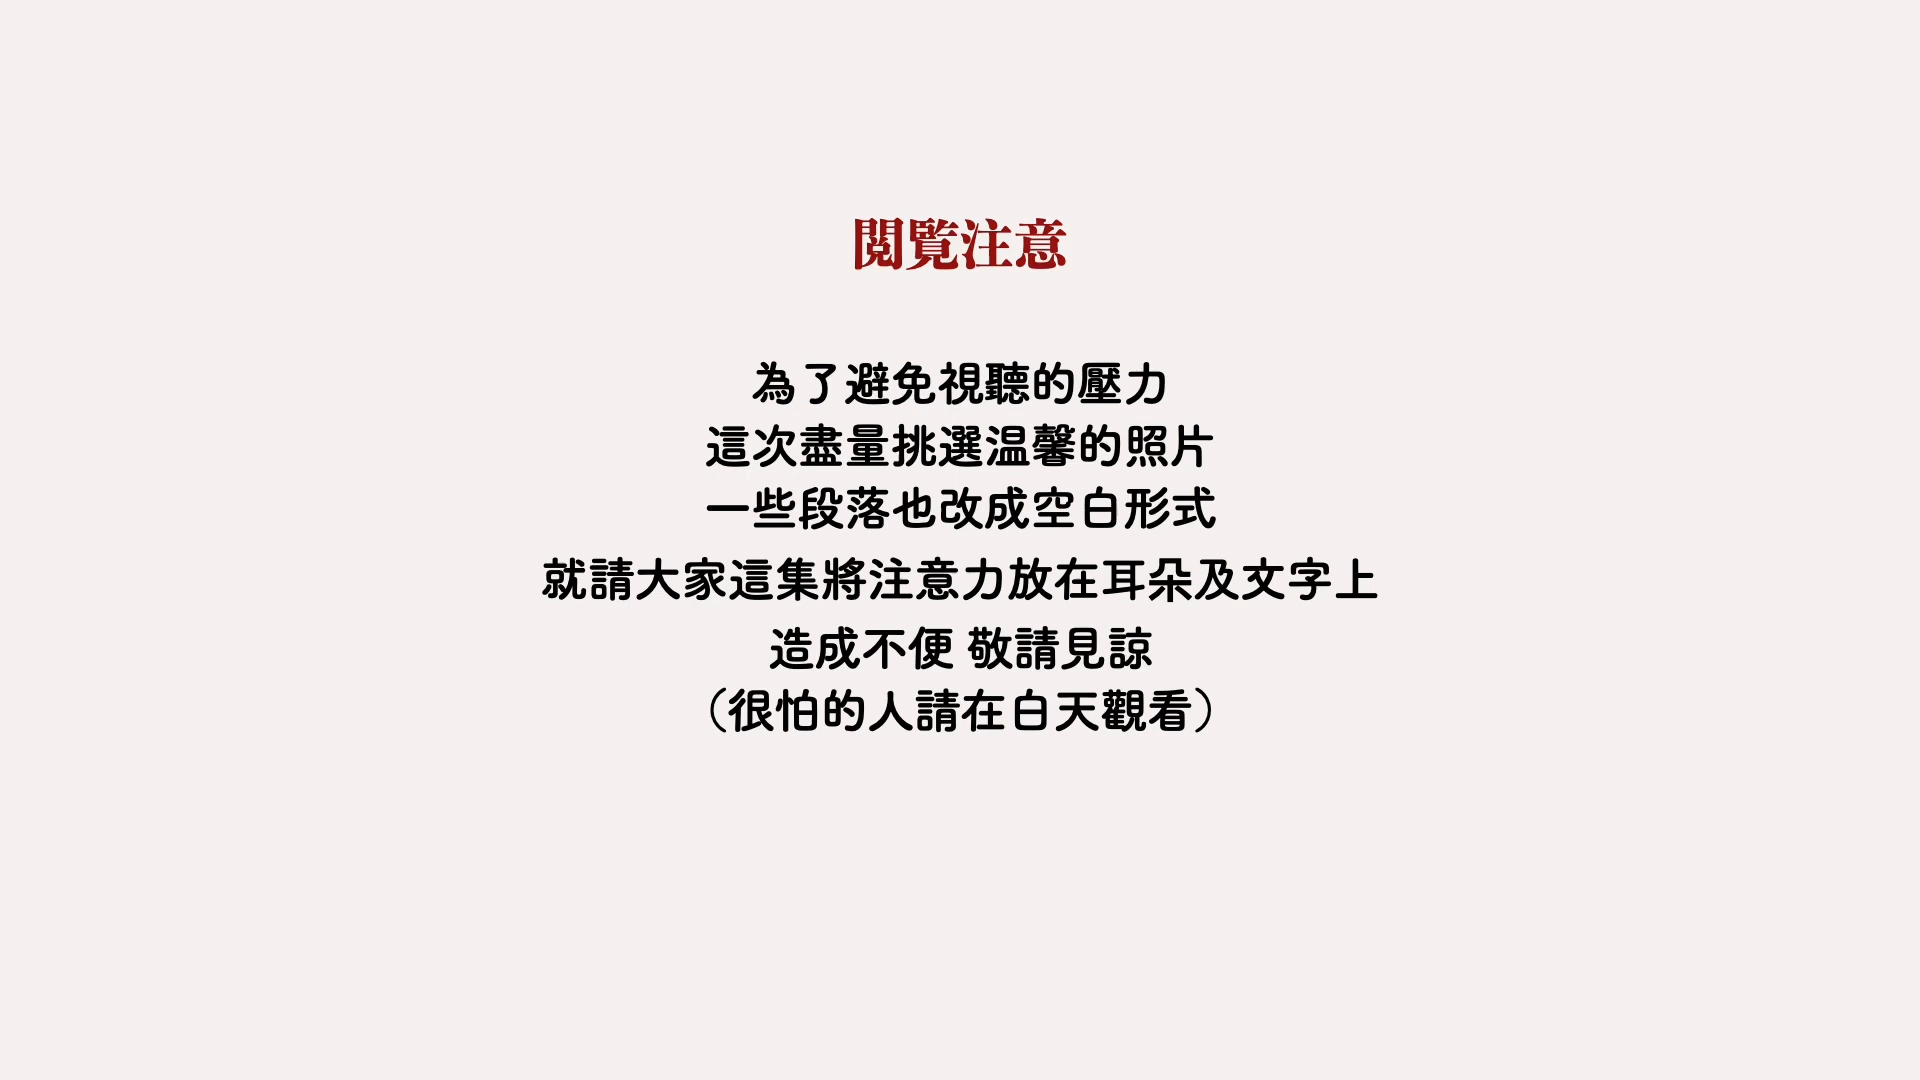 閲覧注意
為了避免視聽的壓力
這次盡量挑選温馨的照片
一些段落也改成空白形式
就請大家這集將注意力放在耳朵及文字上
造成不便 敬請見諒
（很怕的人請在白天觀看）